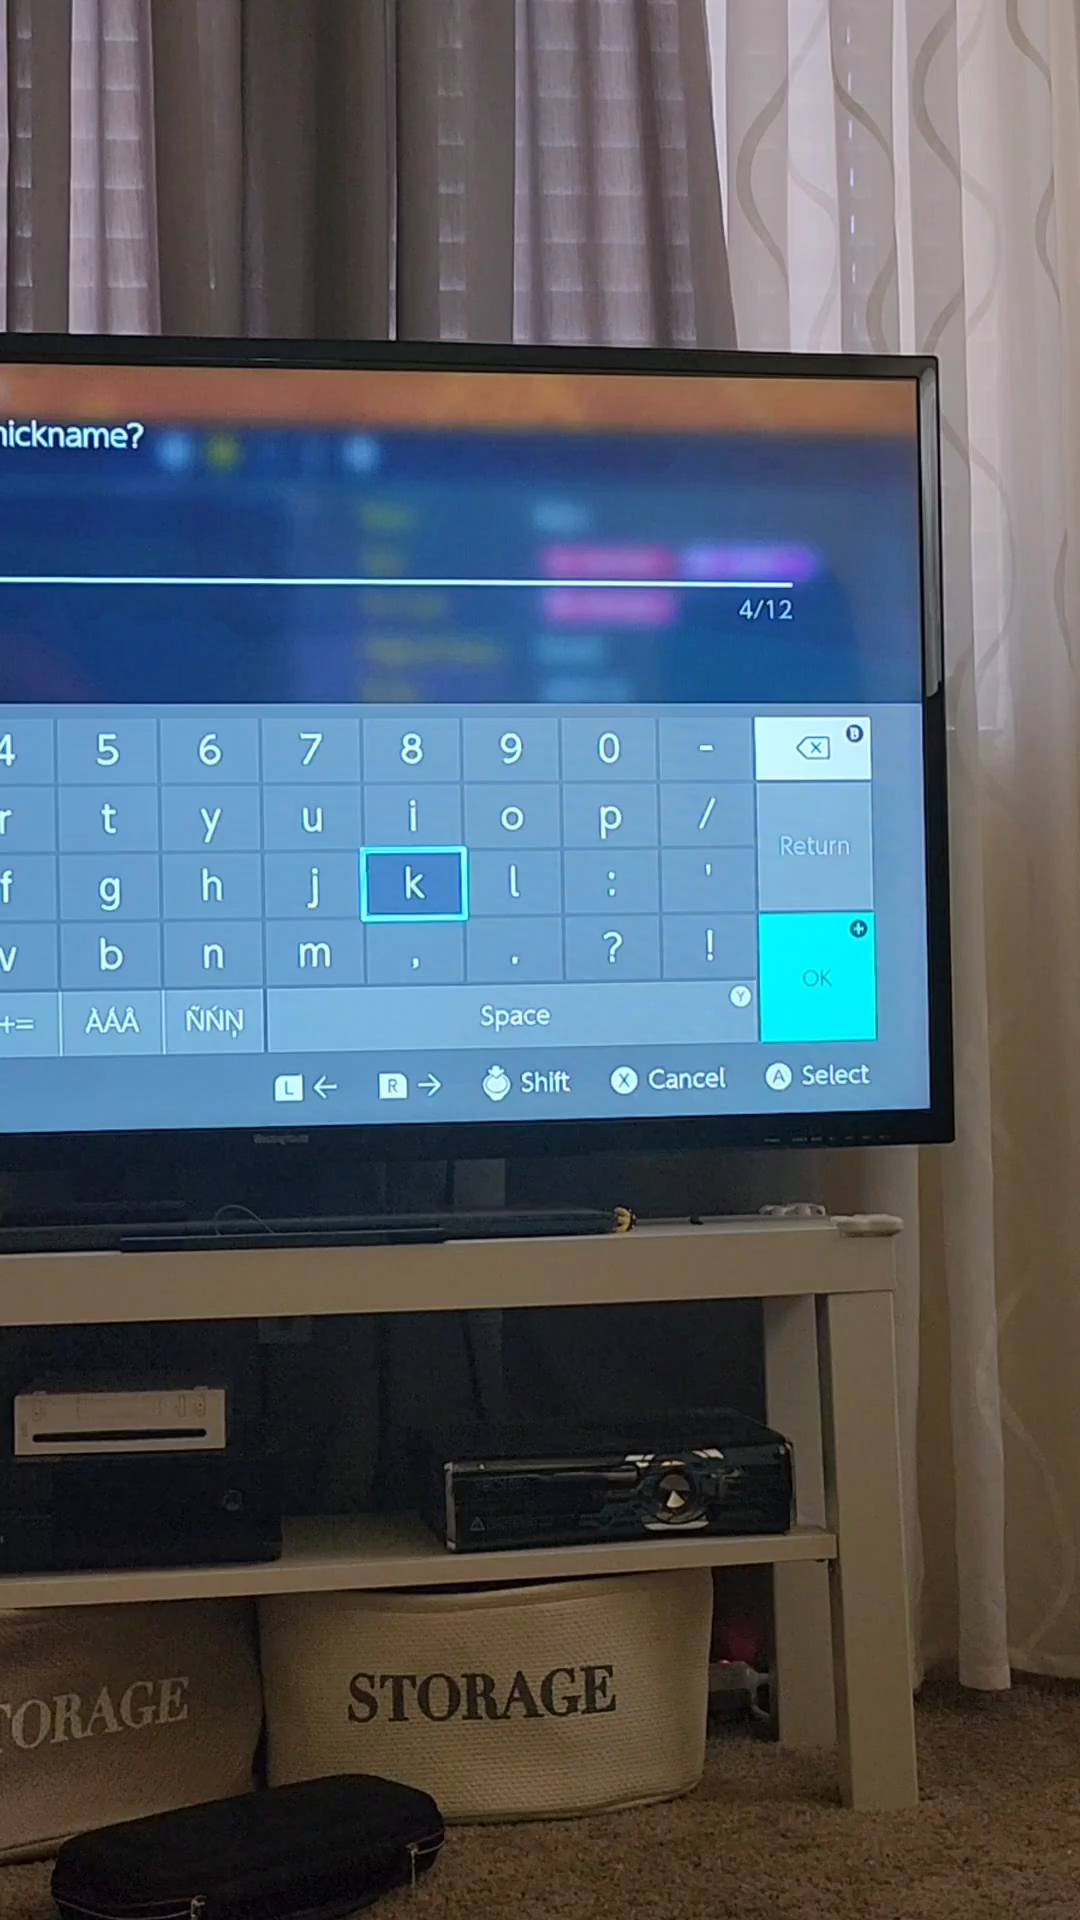 nickname?
4/12
4 5 6 7 8 9 0 - B
r t y u i o p / Return
f g h j k l : '
v b n m , . ? ! + OK
+= ÀÁÂ ÑŃŅ Space Y
L ← R → Shift X Cancel A Select
STORAGE
TORAGE